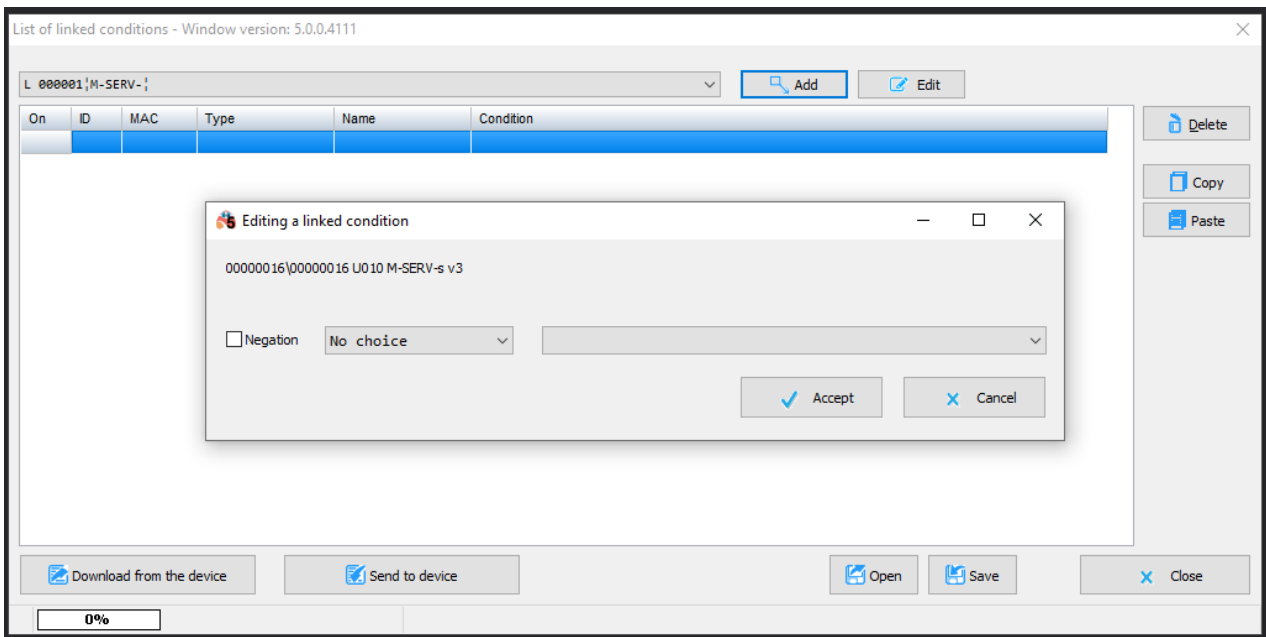 List of linked conditions - Window version: 5.0.0.4111
L 000001¦M-SERV-¦
Add
Edit
On ID MAC Type Name Condition
Delete
Copy
Paste
Editing a linked condition
00000016\00000016 U010 M-SERV-s v3
Negation
No choice
Accept
Cancel
Download from the device
Send to device
Open
Save
Close
0%